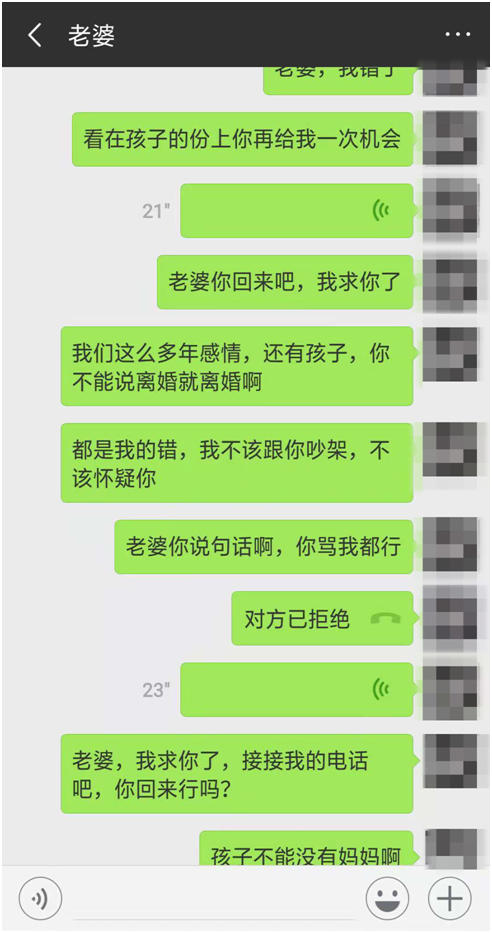 老婆
老婆，我错了
看在孩子的份上你再给我一次机会
21"
老婆你回来吧，我求你了
我们这么多年感情，还有孩子，你
不能说离婚就离婚啊
都是我的错，我不该跟你吵架，不
该怀疑你
老婆你说句话啊，你骂我都行
对方已拒绝
23"
老婆，我求你了，接接我的电话
吧，你回来行吗？
孩子不能没有妈妈啊